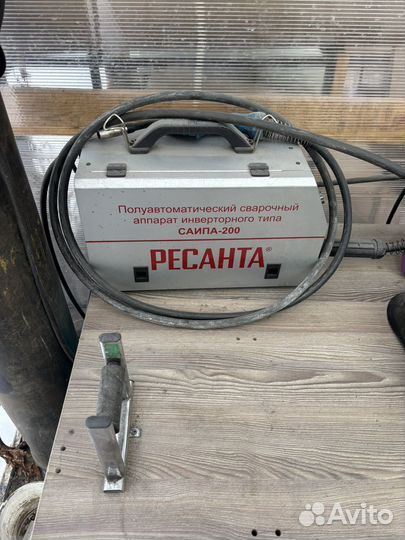 Полуавтоматический сварочный
аппарат инверторного типа
САИПА-200
РЕСАНТА®
Avito